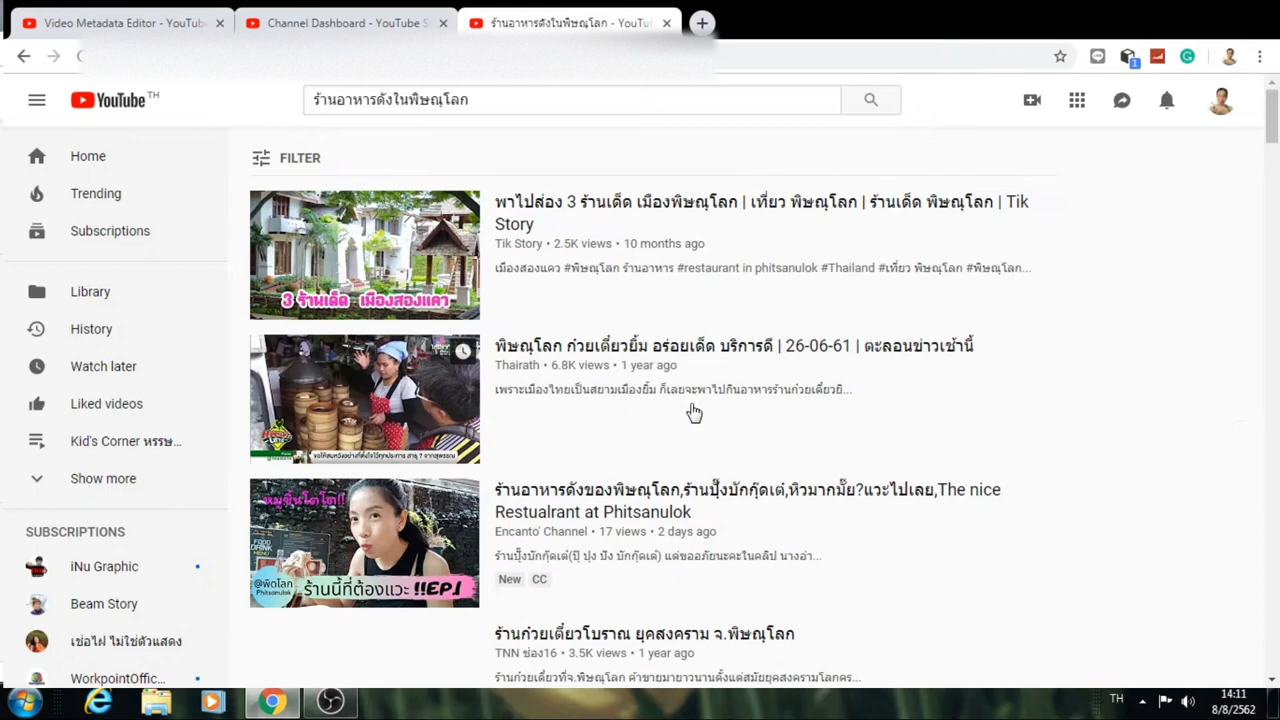 Video Metadata Editor - YouTub
Channel Dashboard - YouTube S
ร้านอาหารดังในพิษณุโลก - YouTu
1
YouTube TH
ร้านอาหารดังในพิษณุโลก
Home
Trending
Subscriptions
Library
History
Watch later
Liked videos
Kid's Corner หรรษ...
Show more
SUBSCRIPTIONS
iNu Graphic
Beam Story
เช่อไฝ ไม่ใช่ตัวแสดง
WorkpointOffic...
FILTER
3 ร้านเด็ด เมืองสองแคว
พาไปส่อง 3 ร้านเด็ด เมืองพิษณุโลก | เที่ยว พิษณุโลก | ร้านเด็ด พิษณุโลก | Tik
Story
Tik Story • 2.5K views • 10 months ago
เมืองสองแคว #พิษณุโลก ร้านอาหาร #restaurant in phitsanulok #Thailand #เที่ยว พิษณุโลก #พิษณุโลก...
พิษณุโลก ก๋วยเตี๋ยวยิ้ม อร่อยเด็ด บริการดี | 26-06-61 | ตะลอนข่าวเช้านี้
Thairath • 6.8K views • 1 year ago
เพราะเมืองไทยเป็นสยามเมืองยิ้ม ก็เลยจะพาไปกินอาหารร้านก๋วยเตี๋ยวยิ้...
หมูชิ้นโตโต!!
FOOD
DRINK
MENU
@พิดโลก
Phitsanulok
ร้านนี้ที่ต้องแวะ !!EP.1
ร้านอาหารดังของพิษณุโลก,ร้านปุ๊งบักกุ๊ดเต๋,หิวมากมั๊ย?แวะไปเลย,The nice
Restualrant at Phitsanulok
Encanto' Channel • 17 views • 2 days ago
ร้านปุ๊งบักกุ๊ดเต๋(ปุ๊ ปุง ปัง บักกุ๊ดเต๋) แต่ขออภัยนะคะในคลิป นางอ่า...
New CC
ร้านก๋วยเตี๋ยวโบราณ ยุคสงคราม จ.พิษณุโลก
TNN ช่อง16 • 3.5K views • 1 year ago
ร้านก๋วยเตี๋ยวที่จ.พิษณุโลก ค้าขายมายาวนานตั้งแต่สมัยยุคสงครามโลกคร...
TH
14:11
8/8/2562